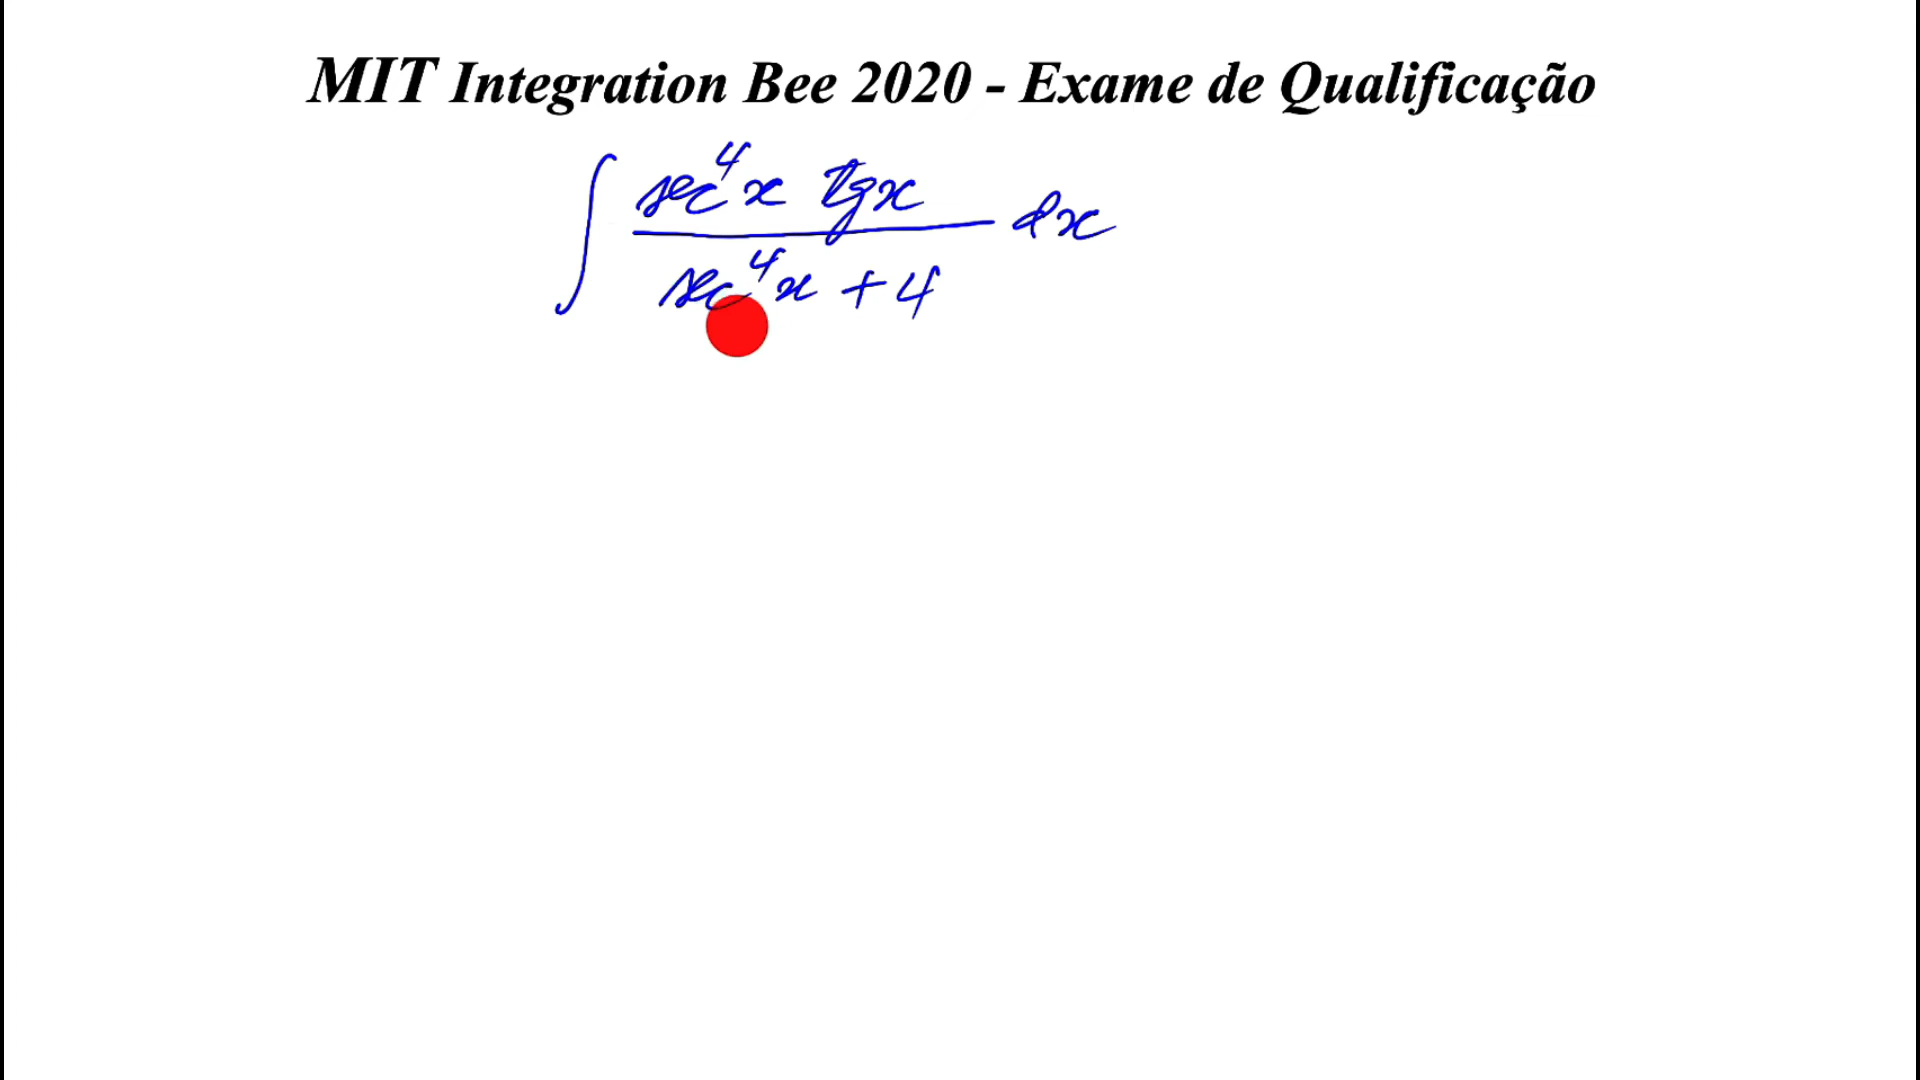 MIT Integration Bee 2020 - Exame de Qualificação
∫ sec⁴x tgx / sec⁴x + 4 dx